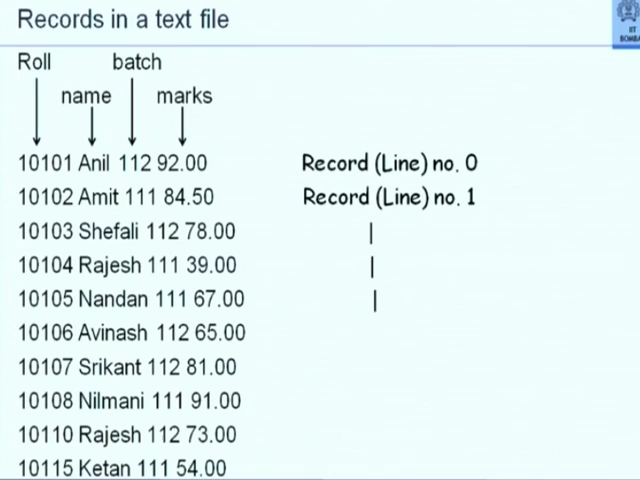 Records in a text file
IIT
BOMBAY
Roll batch
name marks
10101 Anil 112 92.00 Record (Line) no. 0
10102 Amit 111 84.50 Record (Line) no. 1
10103 Shefali 112 78.00 |
10104 Rajesh 111 39.00 |
10105 Nandan 111 67.00 |
10106 Avinash 112 65.00
10107 Srikant 112 81.00
10108 Nilmani 111 91.00
10110 Rajesh 112 73.00
10115 Ketan 111 54.00